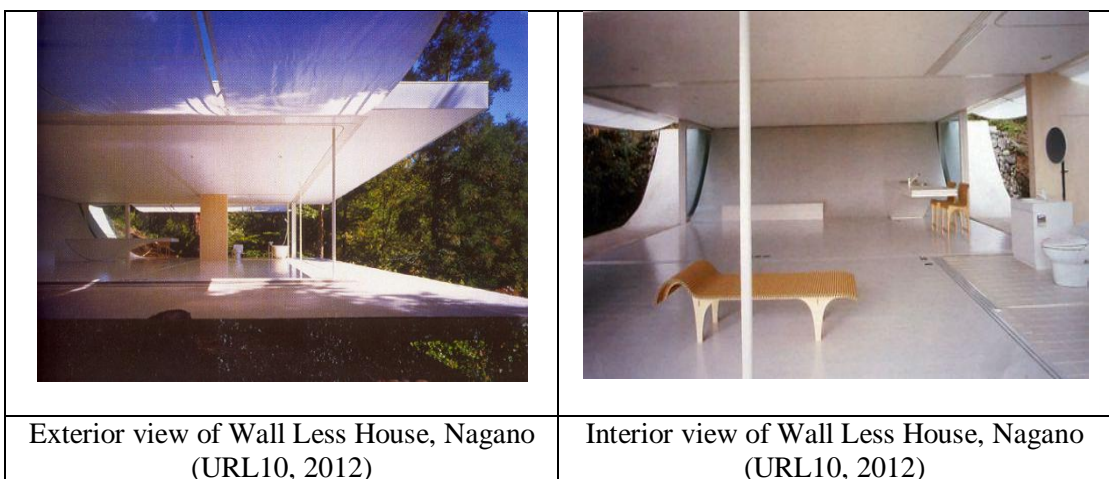 Exterior view of Wall Less House, Nagano
(URL10, 2012)
Interior view of Wall Less House, Nagano
(URL10, 2012)